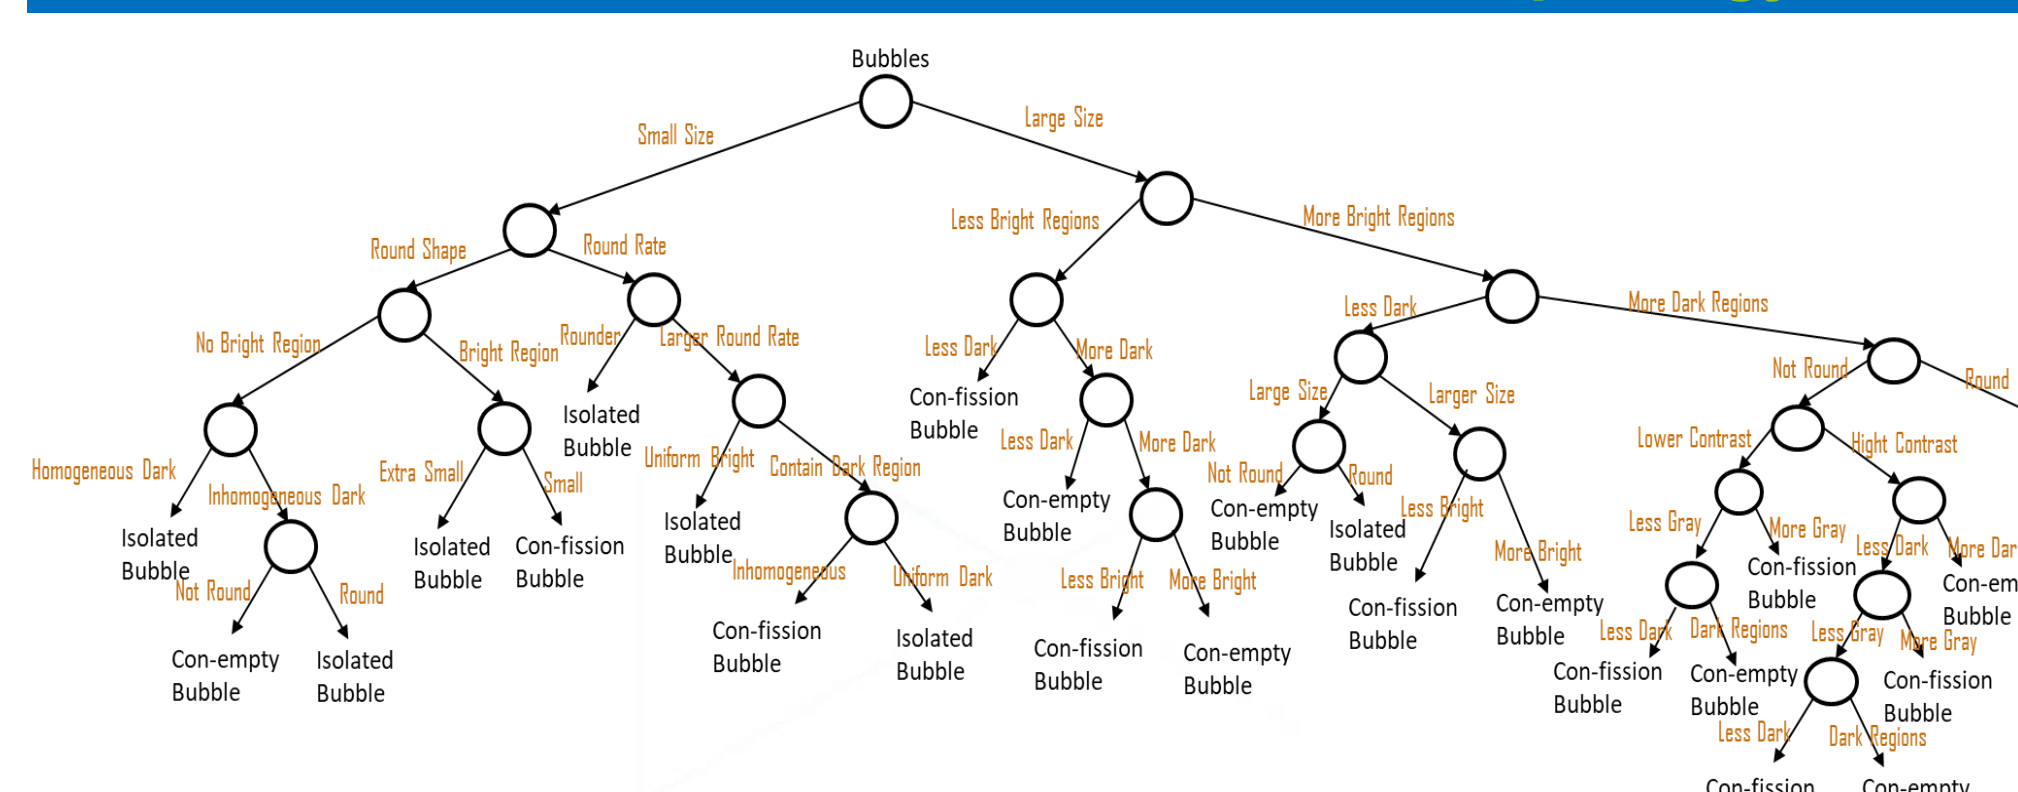 Bubbles
Small Size
Large Size
Round Shape
Round Rate
Less Bright Regions
More Bright Regions
No Bright Region
Bright Region
Rounder
Larger Round Rate
Less Dark
More Dark
Less Dark
More Dark Regions
Not Round
Round
Homogeneous Dark
Inhomogeneous Dark
Extra Small
Small
Isolated
Bubble
Uniform Bright
Contain Dark Region
Con-fission
Bubble
Less Dark
More Dark
Large Size
Larger Size
Lower Contrast
Hight Contrast
Isolated
Bubble
Not Round
Round
Isolated
Bubble
Con-fission
Bubble
Isolated
Bubble
Inhomogeneous
Uniform Dark
Con-empty
Bubble
Less Bright
More Bright
Not Round
Round
Con-empty
Bubble
Isolated
Bubble
Less Bright
More Bright
Less Gray
More Gray
Less Dark
More Dar
Con-empty
Bubble
Isolated
Bubble
Con-fission
Bubble
Isolated
Bubble
Con-fission
Bubble
Con-empty
Bubble
Con-fission
Bubble
Con-empty
Bubble
Con-fission
Bubble
Con-em
Bubble
Less Dark
Dark Regions
Less Gray
More Gray
Con-fission
Bubble
Con-empty
Bubble
Con-fission
Bubble
Less Dark
Dark Regions
Con-fission
Con-empty